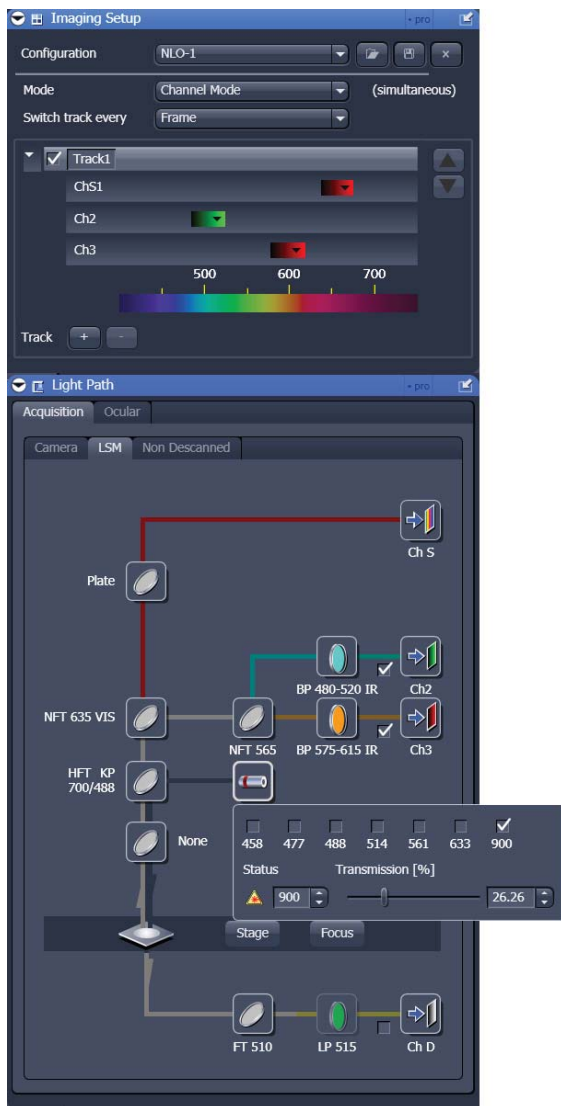 Imaging Setup
- pro
Configuration NLO-1 x
Mode Channel Mode (simultaneous)
Switch track every Frame
Track1
ChS1
Ch2
Ch3
500 600 700
Track + -
Light Path
- pro
Acquisition Ocular
Camera LSM Non Descanned
Ch S
Plate
BP 480-520 IR Ch2
NFT 635 VIS
NFT 565 BP 575-615 IR Ch3
HFT KP
700/488
None
458 477 488 514 561 633 900
Status Transmission [%]
900 26.26
Stage Focus
FT 510 LP 515 Ch D